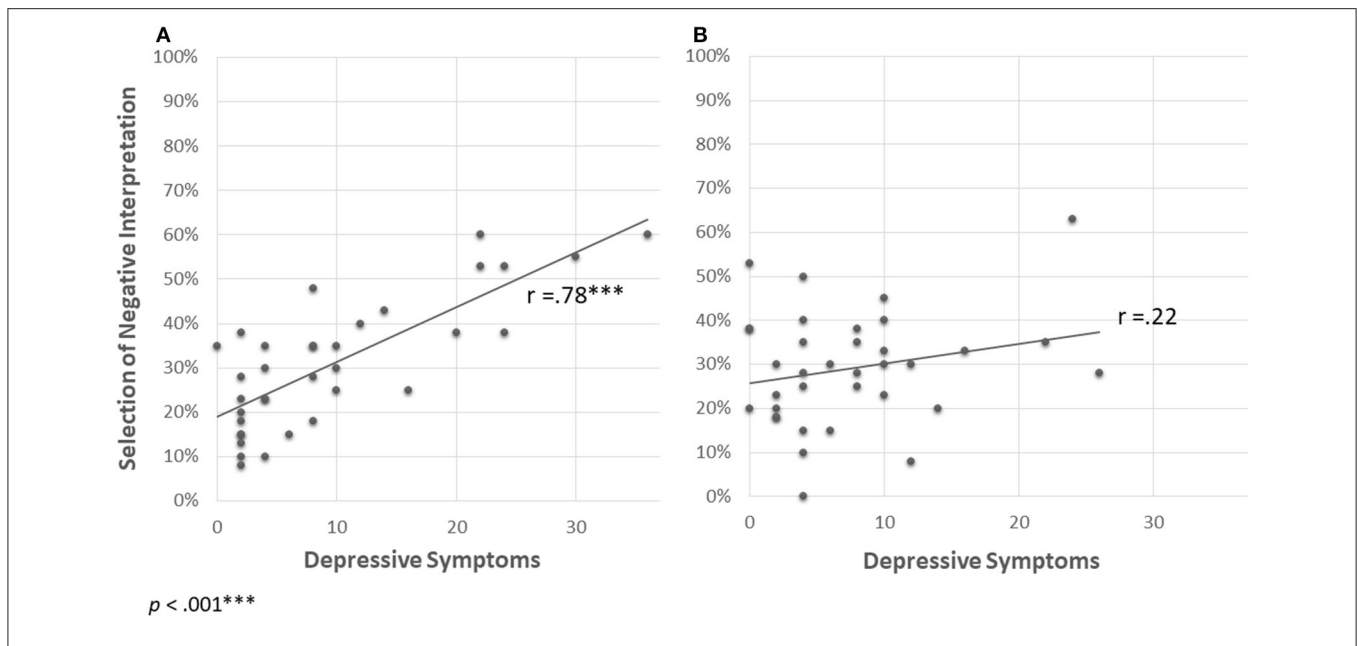 A
Selection of Negative Interpretation
100%
90%
80%
70%
60%
50%
40%
30%
20%
10%
0%
0 10 20 30
Depressive Symptoms
r =.78***
B
100%
90%
80%
70%
60%
50%
40%
30%
20%
10%
0%
0 10 20 30
Depressive Symptoms
r =.22
p < .001***